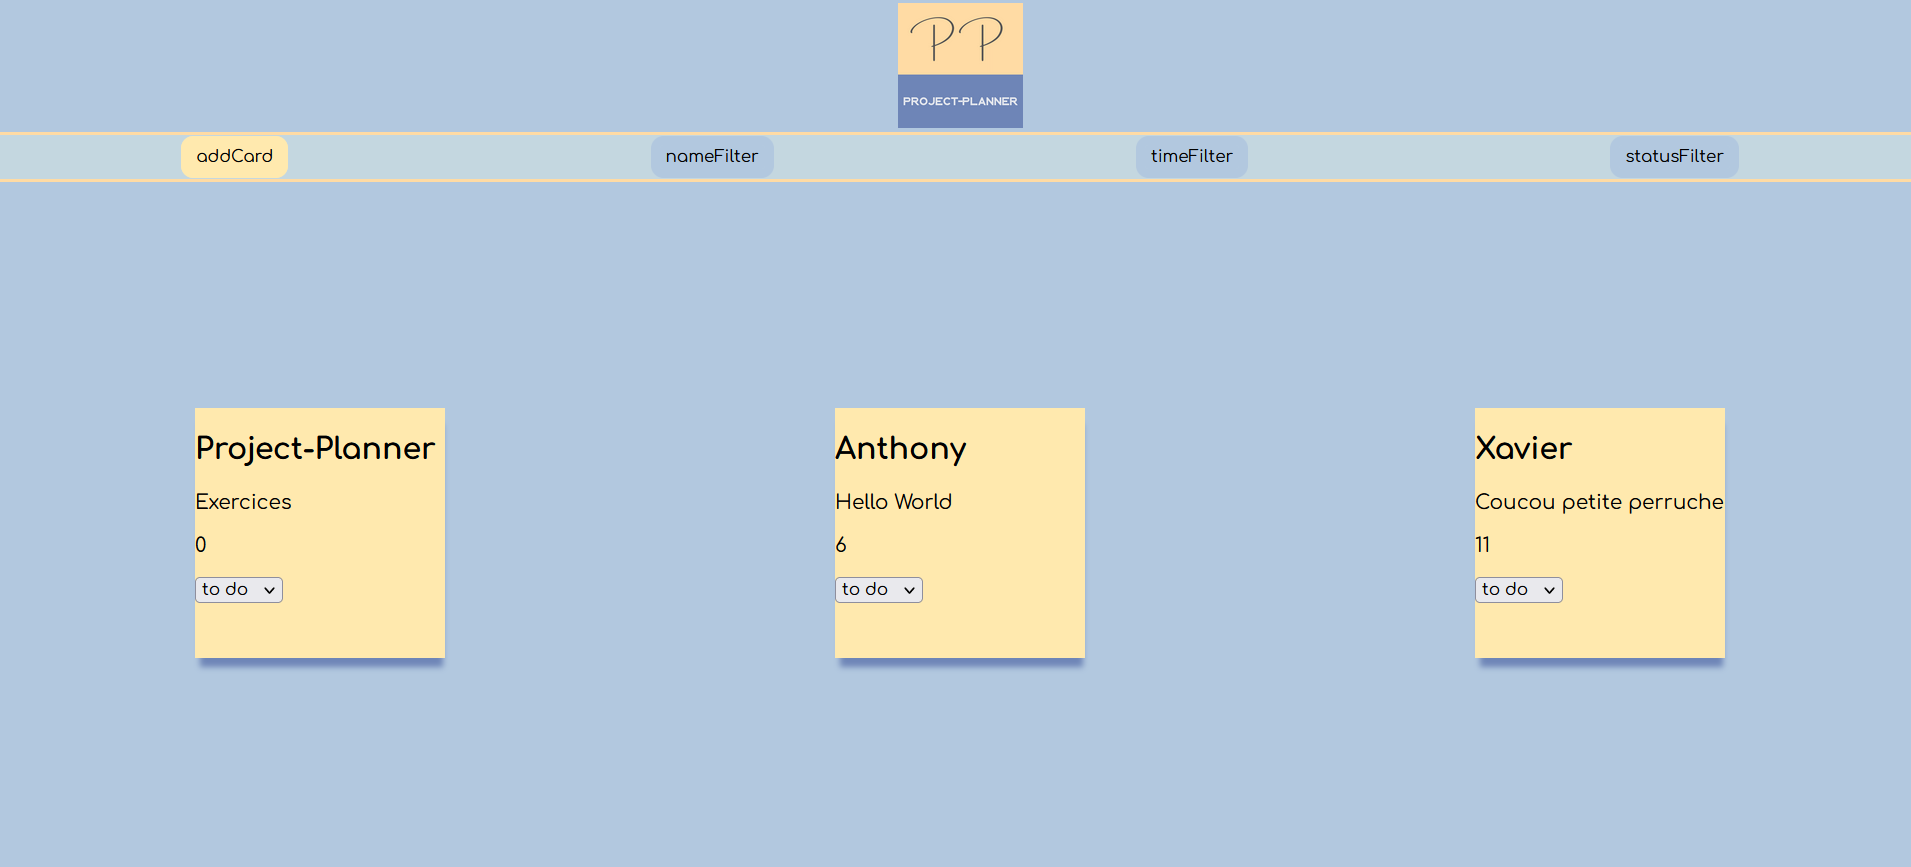 PP
PROJECT-PLANNER
addCard
nameFilter
timeFilter
statusFilter
Project-Planner
Exercices
0
to do
Anthony
Hello World
6
to do
Xavier
Coucou petite perruche
11
to do